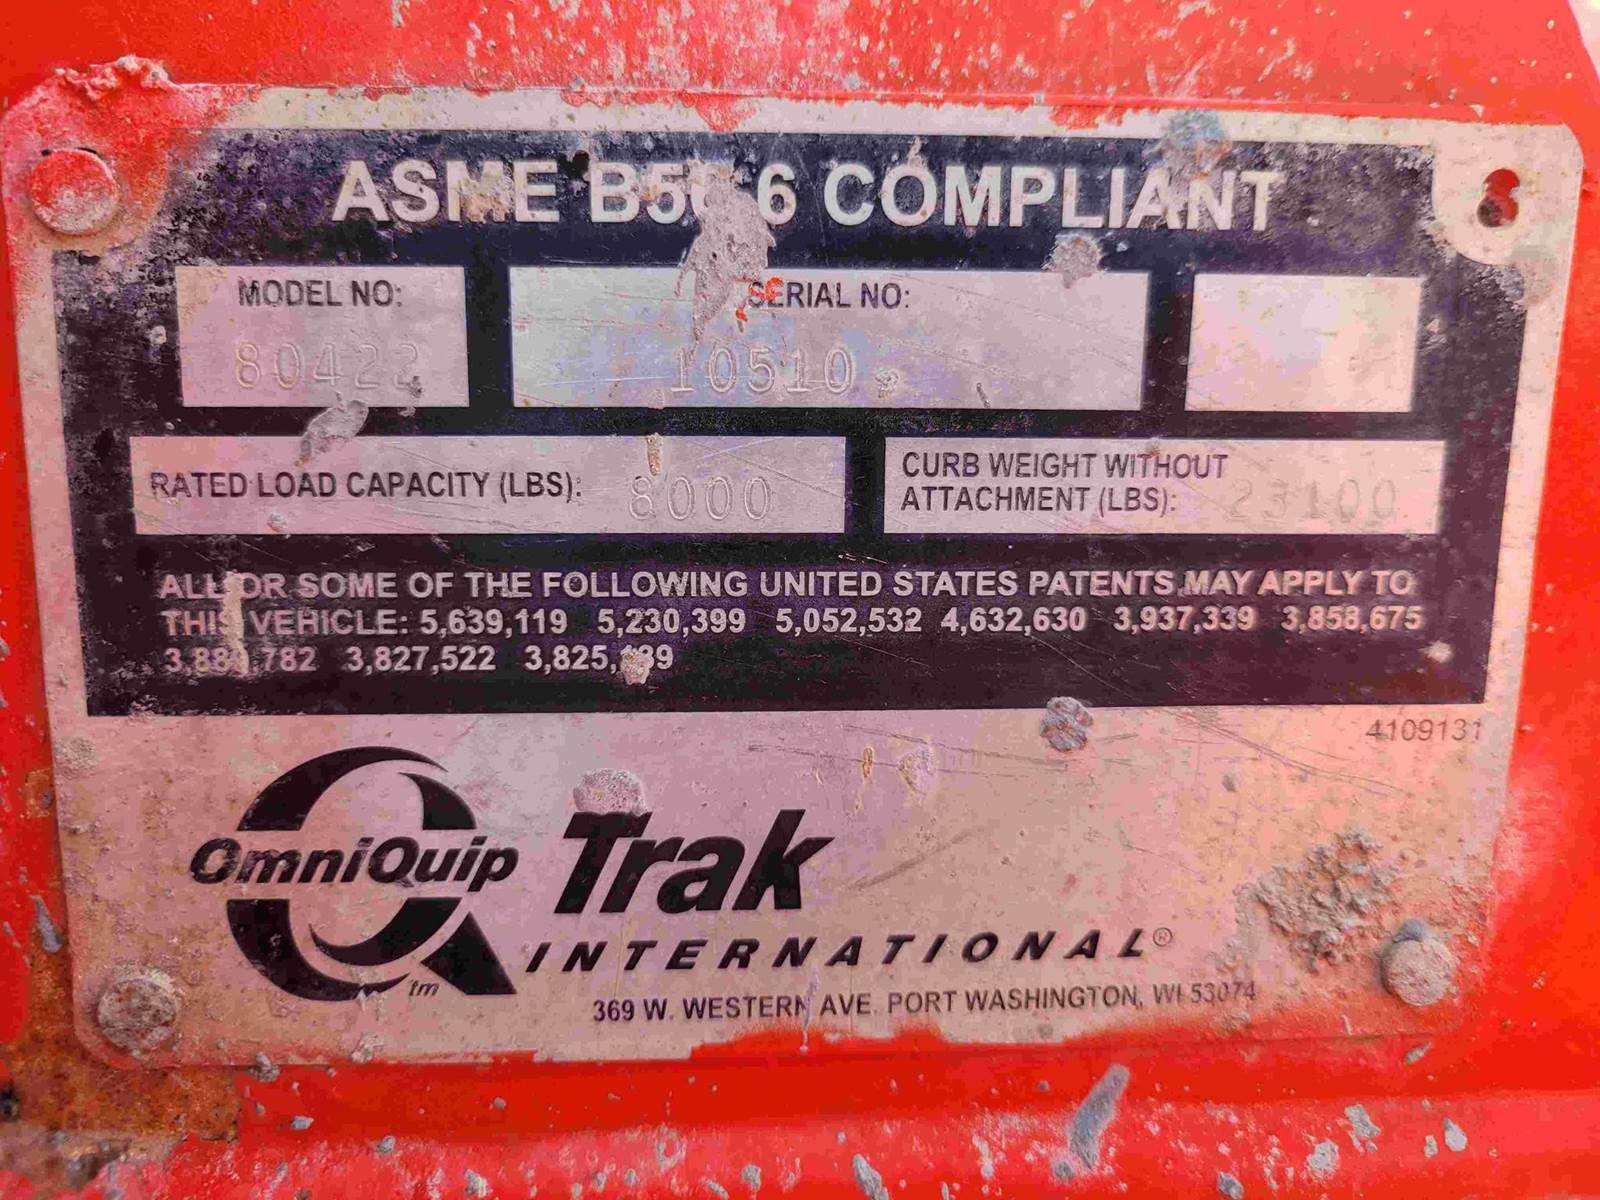 ASME COMPLIANT
MODEL NO:
80422
SERIAL NO:
10510
RATED LOAD CAPACITY (LBS): 8000
CURB WEIGHT WITHOUT
ATTACHMENT (LBS): 23100
ALL OR SOME OF THE FOLLOWING UNITED STATES PATENTS MAY APPLY TO
THIS VEHICLE: 5,639,119 5,230,399 5,052,532 4,632,630 3,937,339 3,858,675
3,827,522
4109131
OmniQuip
tm
Trak
INTERNATIONAL®
369 W. WESTERN AVE. PORT WASHINGTON, WI 53074